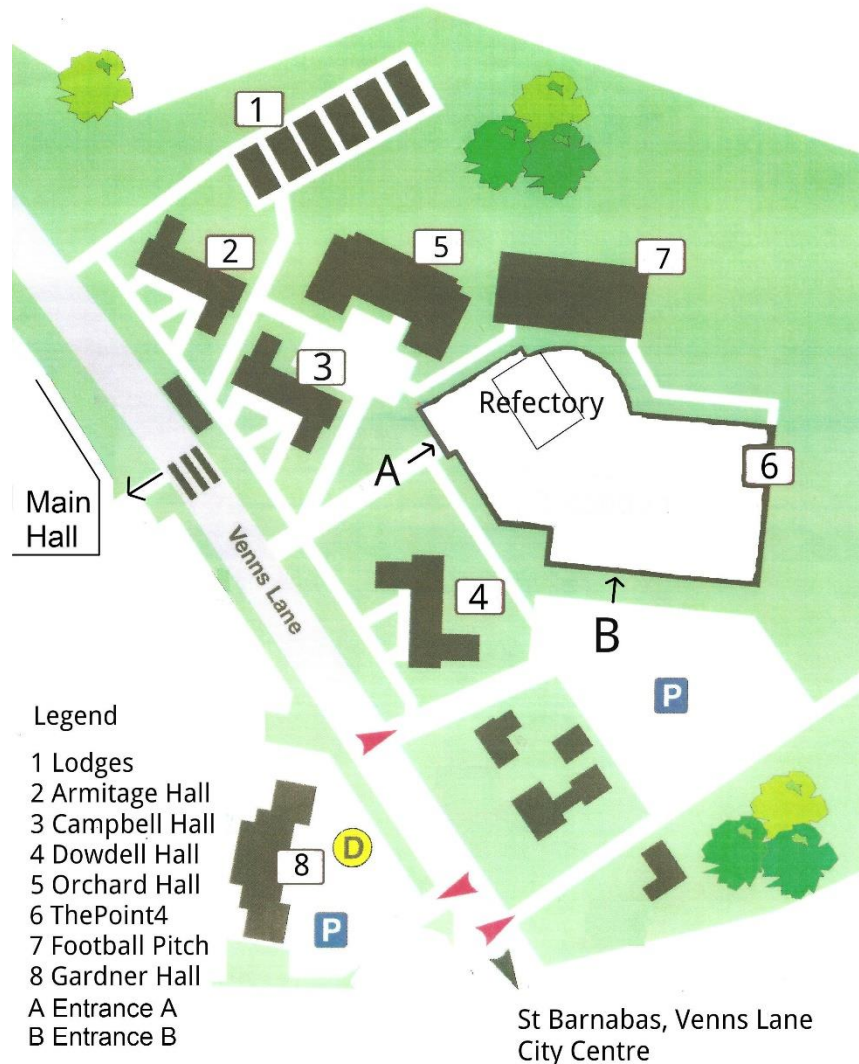 1
2
5
7
3
Refectory
A
6
Main
Hall
Venns Lane
4
B
P
Legend
1 Lodges
2 Armitage Hall
3 Campbell Hall
4 Dowdell Hall
5 Orchard Hall
6 ThePoint4
7 Football Pitch
8 Gardner Hall
A Entrance A
B Entrance B
8
D
P
St Barnabas, Venns Lane
City Centre